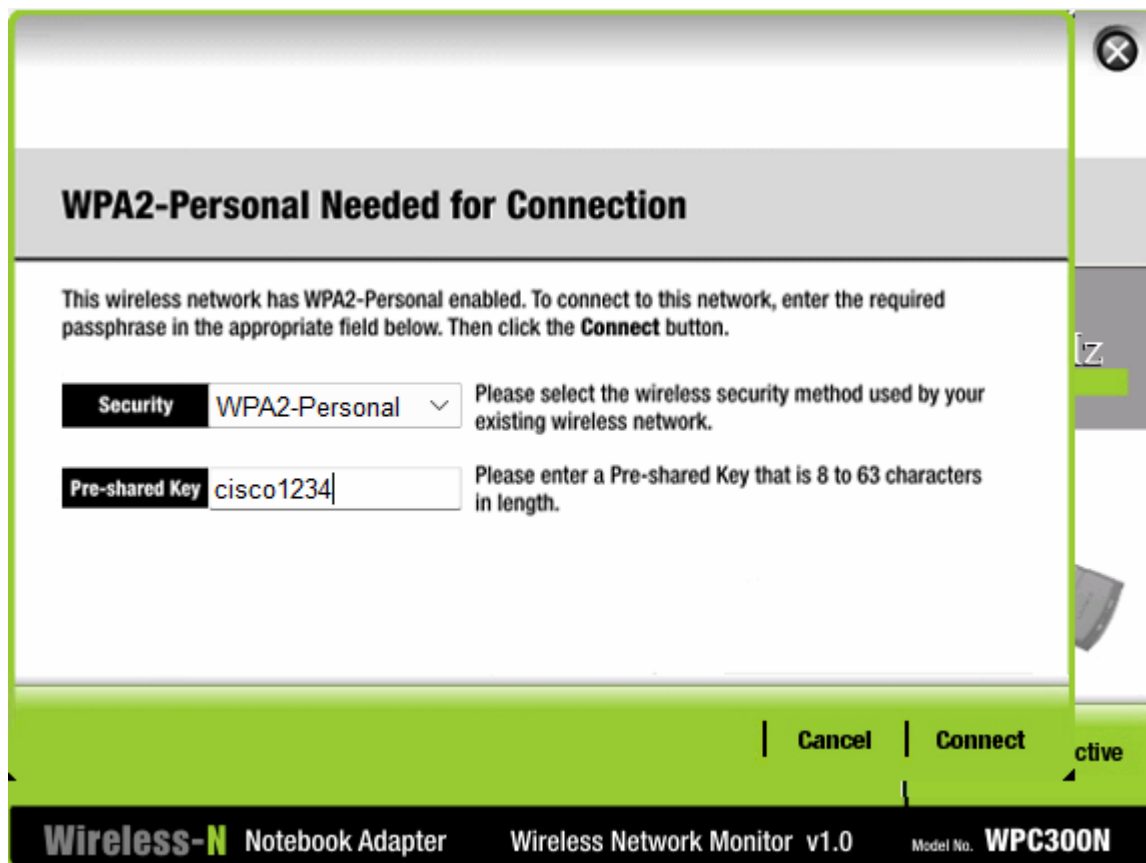 WPA2-Personal Needed for Connection
This wireless network has WPA2-Personal enabled. To connect to this network, enter the required
passphrase in the appropriate field below. Then click the Connect button.
Security
WPA2-Personal
Please select the wireless security method used by your
existing wireless network.
Pre-shared Key
cisco1234
Please enter a Pre-shared Key that is 8 to 63 characters
in length.
Cancel
Connect
ctive
Wireless-N Notebook Adapter
Wireless Network Monitor v1.0
Model No. WPC300N